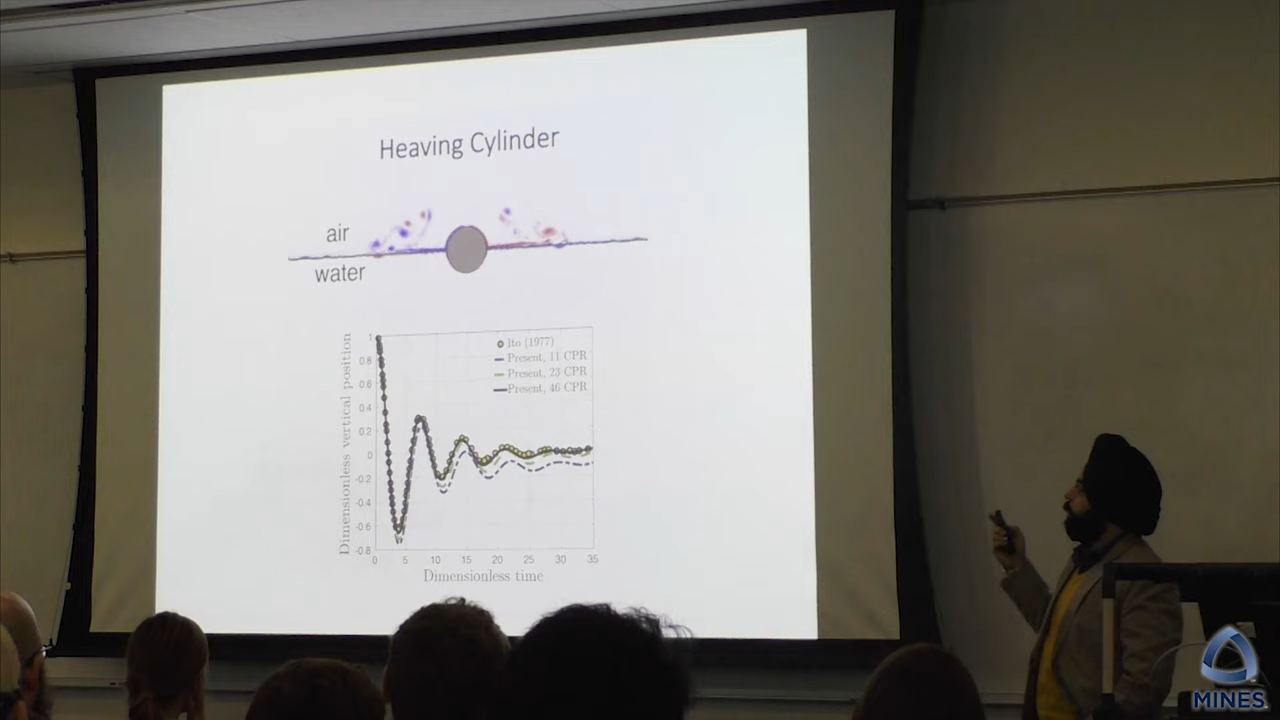 Heaving Cylinder
air
water
Dimensionless vertical position
1
0.8
0.6
0.4
0.2
0
-0.2
-0.4
-0.6
-0.8
Ito (1977)
Present, 11 CPR
Present, 23 CPR
Present, 46 CPR
0 5 10 15 20 25 30 35
Dimensionless time
MINES